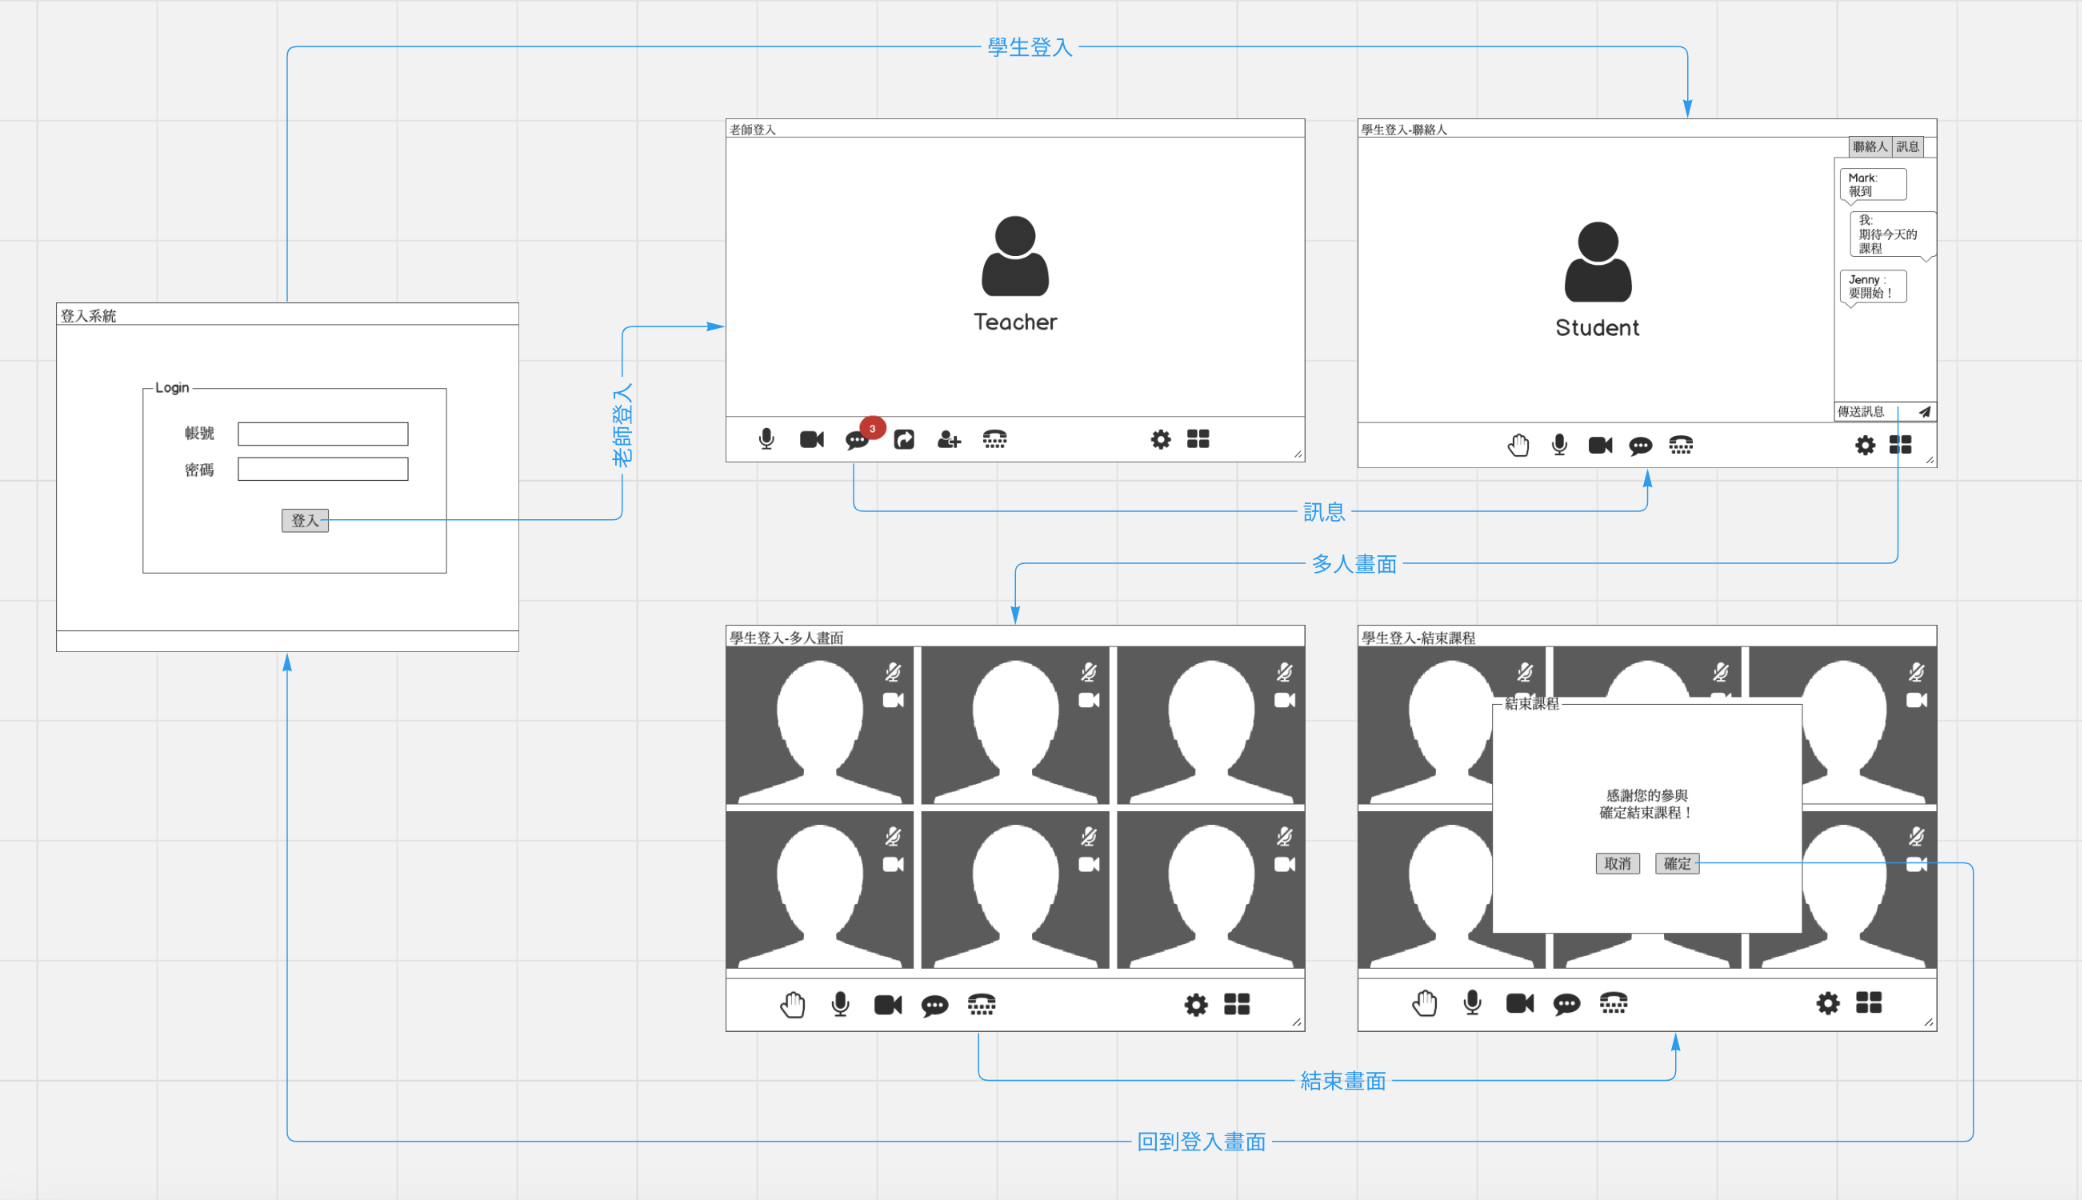 學生登入
老師登入
Teacher
3
學生登入-聯絡人
聯絡人 訊息
Mark:
報到
我:
期待今天的
課程
Jenny :
要開始！
傳送訊息
Student
登入系統
Login
帳號
密碼
登入
老師登入
訊息
多人畫面
學生登入-多人畫面
學生登入-結束課程
結束課程
感謝您的參與
確定結束課程！
取消 確定
結束畫面
回到登入畫面